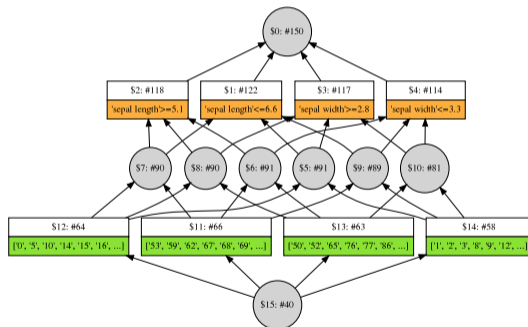 $0: #150
$2: #118
$1: #122
$3: #117
$4: #114
'sepal length'>=5.1
'sepal length'<=6.6
'sepal width'>=2.8
'sepal width'<=3.3
$7: #90
$8: #90
$6: #91
$5: #91
$9: #89
$10: #81
$12: #64
$11: #66
$13: #63
$14: #58
['0', '5', '10', '14', '15', '16', ...]
['53', '59', '62', '67', '68', '69', ...]
['50', '52', '65', '76', '77', '86', ...]
['1', '2', '3', '8', '9', '12', ...]
$15: #40